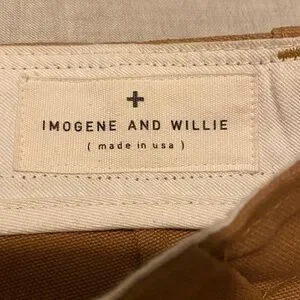 +
IMOGENE AND WILLIE
( made in usa )